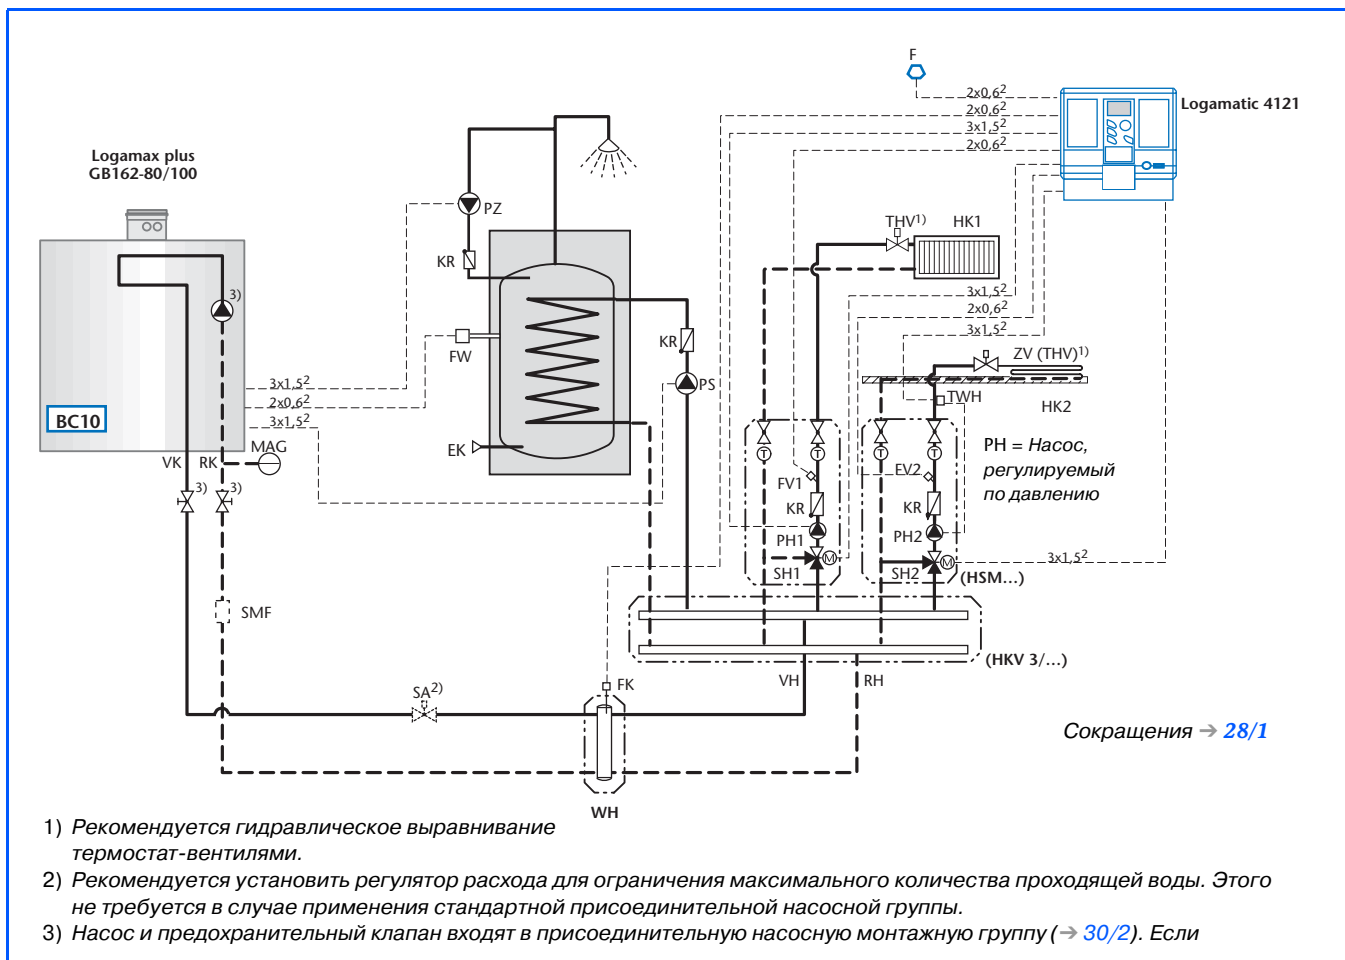 F
2x0,6²
2x0,6²
3x1,5²
2x0,6²
Logamatic 4121
Logamax plus
GB162-80/100
PZ
KR
THV¹⁾
HK1
3)
3x1,5²
2x0,6²
3x1,5²
FW
KR
ZV (THV)¹⁾
3x1,5²
2x0,6²
3x1,5²
PS
TWH
HK2
BC10
MAG
VK
RK
EK
T
T
T
T
PH = Насос,
регулируемый
по давлению
3)
3)
FV1
FV2
KR
KR
PH1
PH2
M
M
3x1,5²
SH1
SH2
(HSM...)
SMF
(HKV 3/...)
VH
RH
SA²⁾
FK
Сокращения → 28/1
WH
1) Рекомендуется гидравлическое выравнивание
термостат-вентилями.
2) Рекомендуется установить регулятор расхода для ограничения максимального количества проходящей воды. Этого
не требуется в случае применения стандартной присоединительной насосной группы.
3) Насос и предохранительный клапан входят в присоединительную насосную монтажную группу (→ 30/2). Если